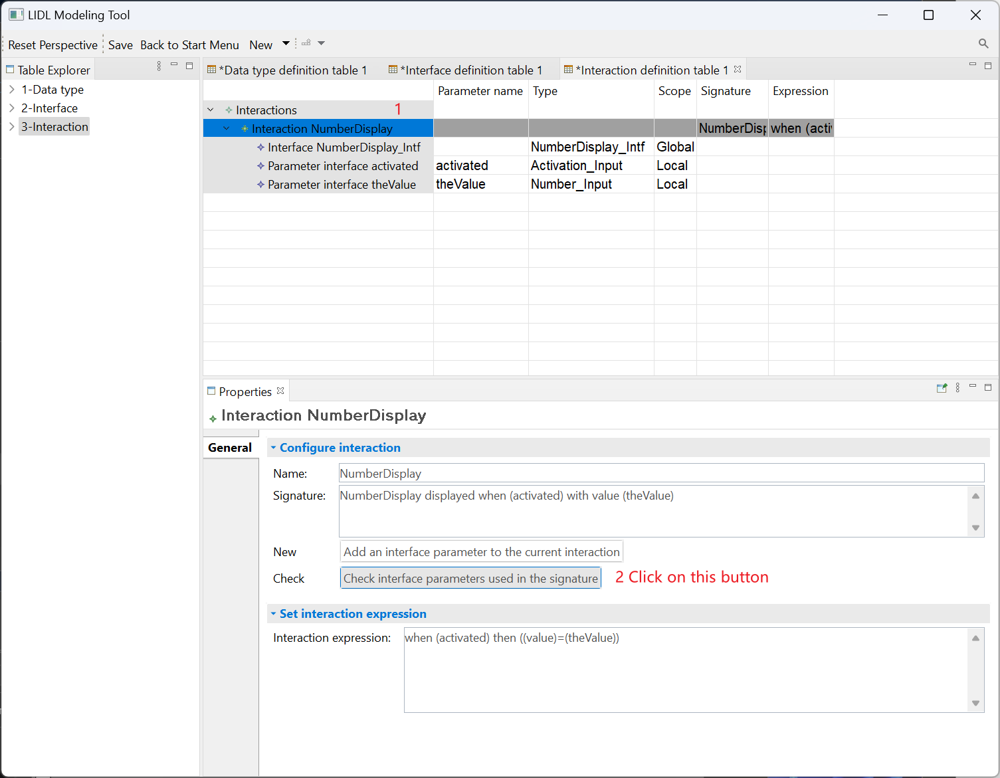 LIDL Modeling Tool
Reset Perspective Save Back to Start Menu New
Table Explorer
1-Data type
2-Interface
3-Interaction
*Data type definition table 1 *Interface definition table 1 *Interaction definition table 1
Parameter name Type Scope Signature Expression
Interactions 1
Interaction NumberDisplay NumberDisp when (activ
Interface NumberDisplay_Intf NumberDisplay_Intf Global
Parameter interface activated activated Activation_Input Local
Parameter interface theValue theValue Number_Input Local
Properties
Interaction NumberDisplay
General
Configure interaction
Name: NumberDisplay
Signature: NumberDisplay displayed when (activated) with value (theValue)
New Add an interface parameter to the current interaction
Check Check interface parameters used in the signature 2 Click on this button
Set interaction expression
Interaction expression: when (activated) then ((value)=(theValue))